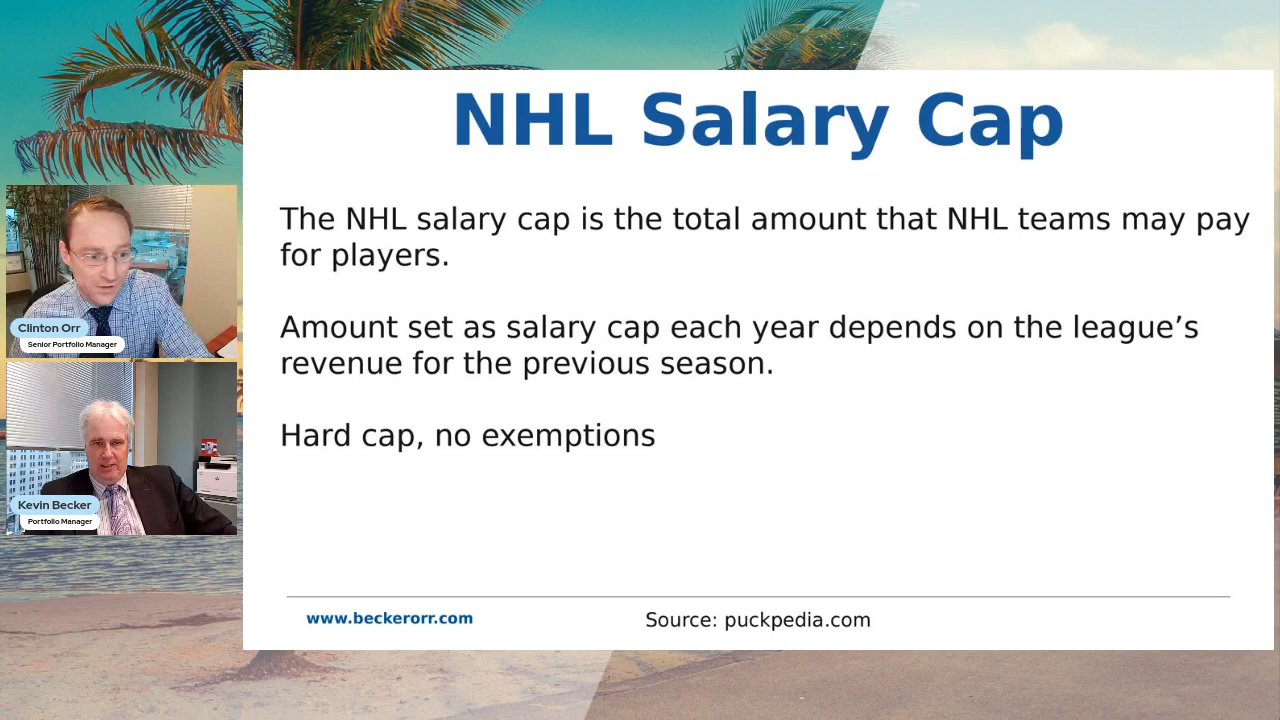 NHL Salary Cap
The NHL salary cap is the total amount that NHL teams may pay
for players.
Amount set as salary cap each year depends on the league’s
revenue for the previous season.
Hard cap, no exemptions
www.beckerorr.com
Source: puckpedia.com
Clinton Orr
Senior Portfolio Manager
Kevin Becker
Portfolio Manager